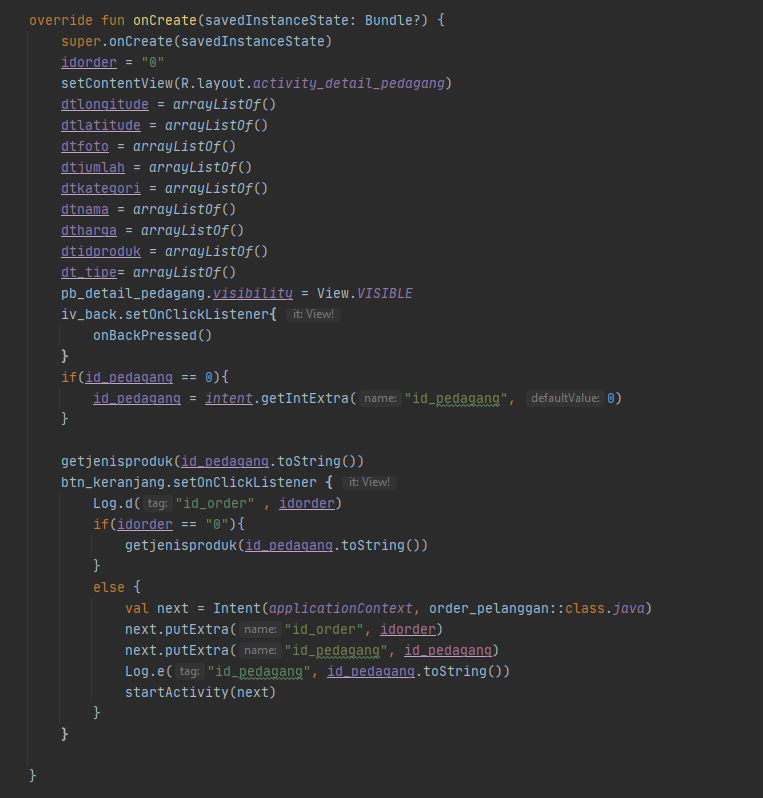 override fun onCreate(savedInstanceState: Bundle?) {
super.onCreate(savedInstanceState)
idorder = "0"
setContentView(R.layout.activity_detail_pedagang)
dtlongitude = arrayListOf()
dtlatitude = arrayListOf()
dtfoto = arrayListOf()
dtjumlah = arrayListOf()
dtkategori = arrayListOf()
dtnama = arrayListOf()
dtharga = arrayListOf()
dtidproduk = arrayListOf()
dt_tipe= arrayListOf()
pb_detail_pedagang.visibility = View.VISIBLE
iv_back.setOnClickListener{ it: View!
onBackPressed()
}
if(id_pedagang == 0){
id_pedagang = intent.getIntExtra( name: "id_pedagang", defaultValue: 0)
}
getjenisproduk(id_pedagang.toString())
btn_keranjang.setOnClickListener { it: View!
Log.d( tag: "id_order" , idorder)
if(idorder == "0"){
getjenisproduk(id_pedagang.toString())
}
else {
val next = Intent(applicationContext, order_pelanggan::class.java)
next.putExtra( name: "id_order", idorder)
next.putExtra( name: "id_pedagang", id_pedagang)
Log.e( tag: "id_pedagang", id_pedagang.toString())
startActivity(next)
}
}
}